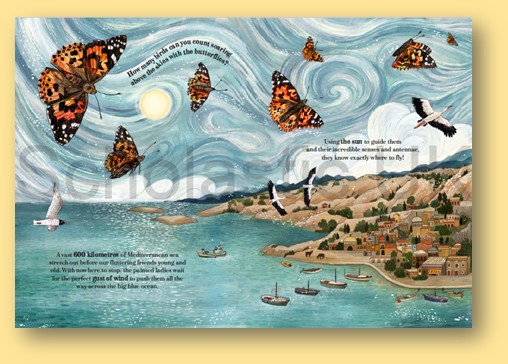 How many birds can you count soaring
above the skies with the butterflies?
Using the sun to guide them
and their incredible senses and antennae,
they know exactly where to fly!
A vast 600 kilometres of Mediterranean sea
stretch out before our fluttering friends young and
old. With nowhere to stop, the painted ladies wait
for the perfect gust of wind to push them all the
way across the big blue ocean.